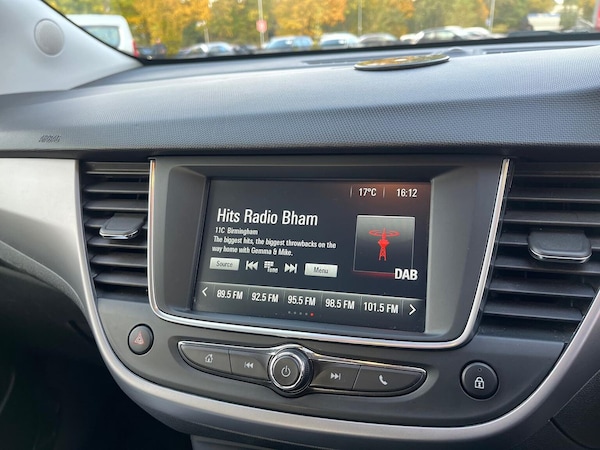 17°C 16:12
Hits Radio Bham
11C Birmingham
The biggest hits, the biggest throwbacks on the
way home with Gemma & Mike.
Source Tune Menu
DAB
89.5 FM 92.5 FM 95.5 FM 98.5 FM 101.5 FM